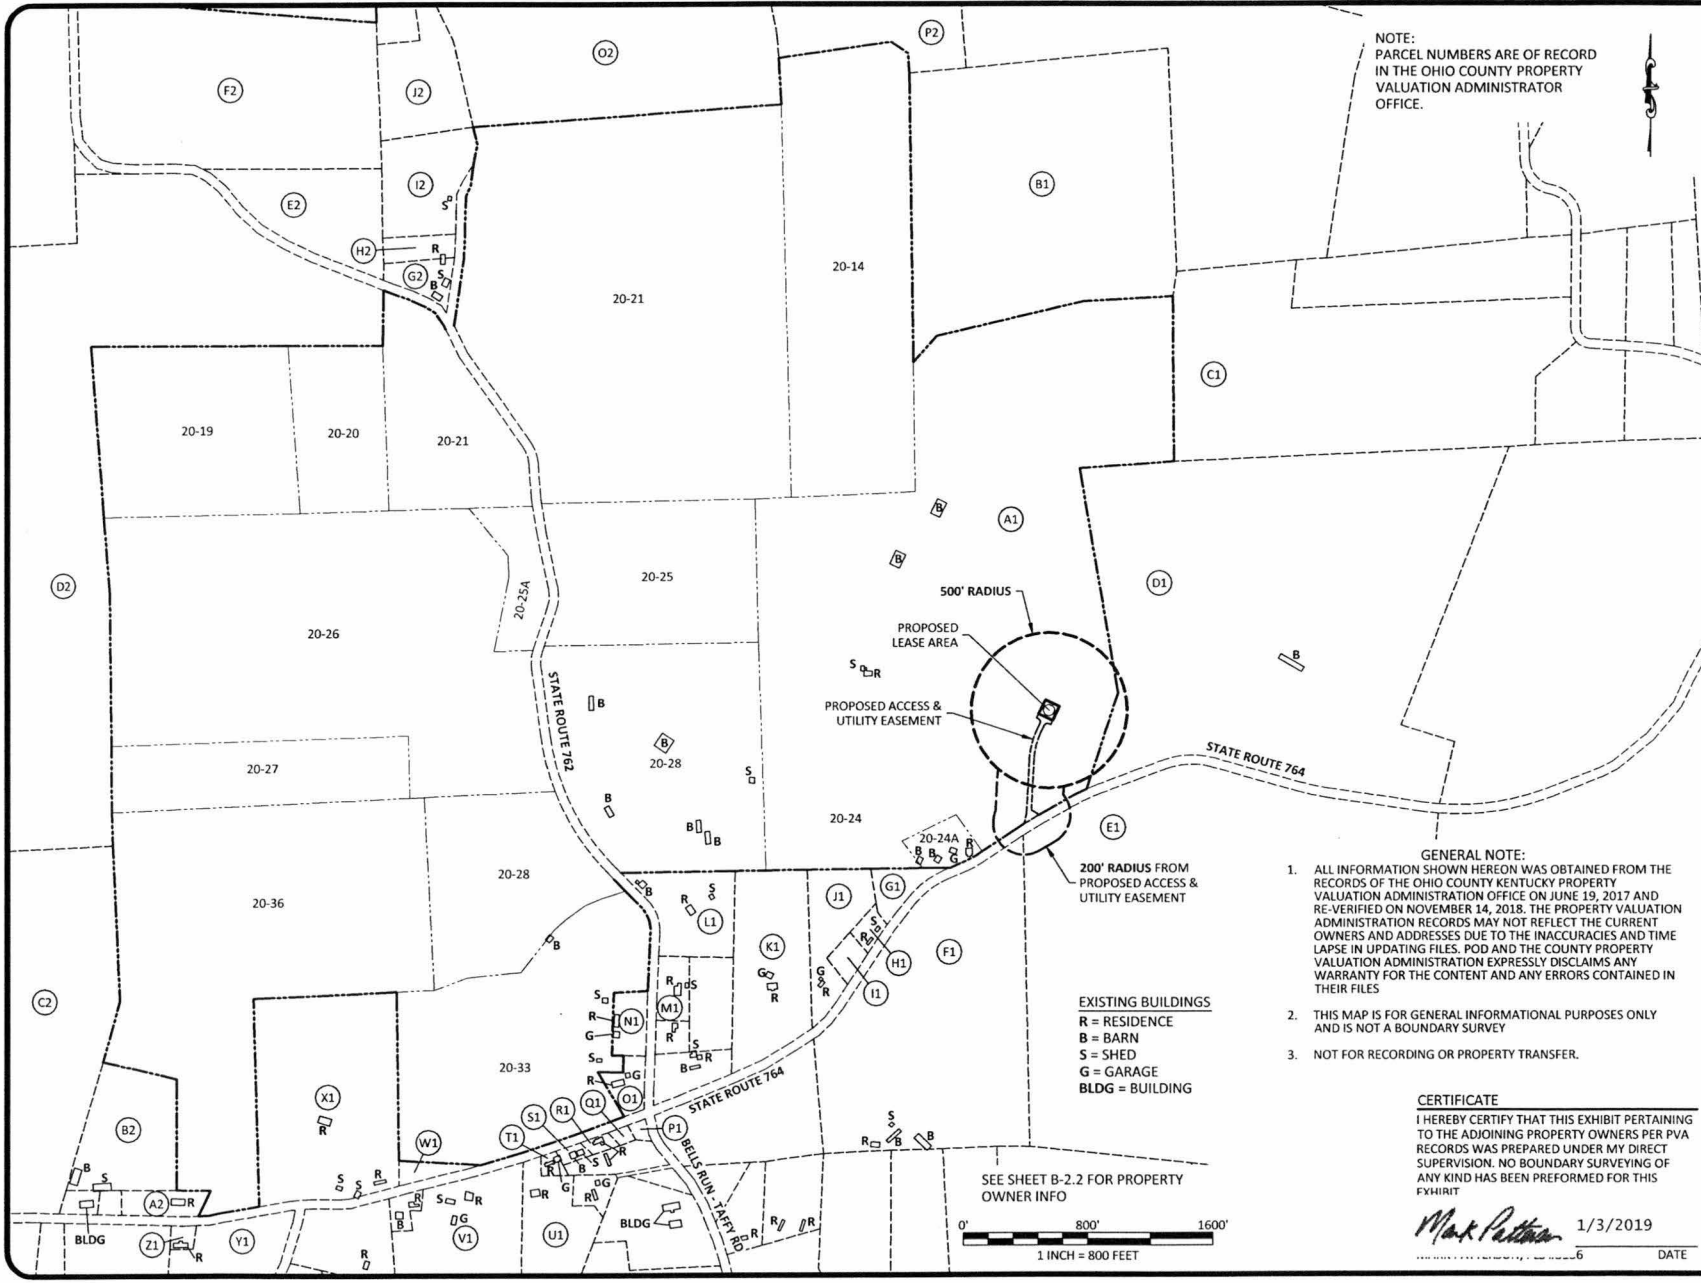 NOTE:
PARCEL NUMBERS ARE OF RECORD
IN THE OHIO COUNTY PROPERTY
VALUATION ADMINISTRATOR
OFFICE.
P2
O2
F2
J2
B1
I2
E2
S
H2
R
G2
S
B
20-14
20-21
C1
20-19
20-20
20-21
B
A1
B
D2
20-25
20-25A
D1
500' RADIUS
20-26
PROPOSED
LEASE AREA
B
S
R
STATE ROUTE 762
B
PROPOSED ACCESS &
UTILITY EASEMENT
B
20-28
20-27
S
STATE ROUTE 764
B
20-24
B
B
20-24A
B
B
G
R
E1
200' RADIUS FROM
PROPOSED ACCESS &
UTILITY EASEMENT
20-28
B
S
R
L1
J1
G1
20-36
B
K1
S
R
H1
F1
I1
G
R
G
R
C2
S
R
N1
G
R
S
M1
R
S
R
B
S
20-33
R
G
O1
STATE ROUTE 764
X1
R
B2
W1
T1
S1
R1
Q1
P1
R
B
S
G
BELLS RUN - TAFFY RD
S
B
B
R
B
S
A2
R
BLDG
Z1
R
Y1
S
S
R
R
R
B
S
R
G
V1
R
U1
G
R
BLDG
R
R
R
GENERAL NOTE:
1. ALL INFORMATION SHOWN HEREON WAS OBTAINED FROM THE
RECORDS OF THE OHIO COUNTY KENTUCKY PROPERTY
VALUATION ADMINISTRATION OFFICE ON JUNE 19, 2017 AND
RE-VERIFIED ON NOVEMBER 14, 2018. THE PROPERTY VALUATION
ADMINISTRATION RECORDS MAY NOT REFLECT THE CURRENT
OWNERS AND ADDRESSES DUE TO THE INACCURACIES AND TIME
LAPSE IN UPDATING FILES. POD AND THE COUNTY PROPERTY
VALUATION ADMINISTRATION EXPRESSLY DISCLAIMS ANY
WARRANTY FOR THE CONTENT AND ANY ERRORS CONTAINED IN
THEIR FILES
2. THIS MAP IS FOR GENERAL INFORMATIONAL PURPOSES ONLY
AND IS NOT A BOUNDARY SURVEY
3. NOT FOR RECORDING OR PROPERTY TRANSFER.
EXISTING BUILDINGS
R = RESIDENCE
B = BARN
S = SHED
G = GARAGE
BLDG = BUILDING
SEE SHEET B-2.2 FOR PROPERTY
OWNER INFO
0' 800' 1600'
1 INCH = 800 FEET
CERTIFICATE
I HEREBY CERTIFY THAT THIS EXHIBIT PERTAINING
TO THE ADJOINING PROPERTY OWNERS PER PVA
RECORDS WAS PREPARED UNDER MY DIRECT
SUPERVISION. NO BOUNDARY SURVEYING OF
ANY KIND HAS BEEN PREFORMED FOR THIS
EXHIBIT
Mark Patterson 1/3/2019
DATE